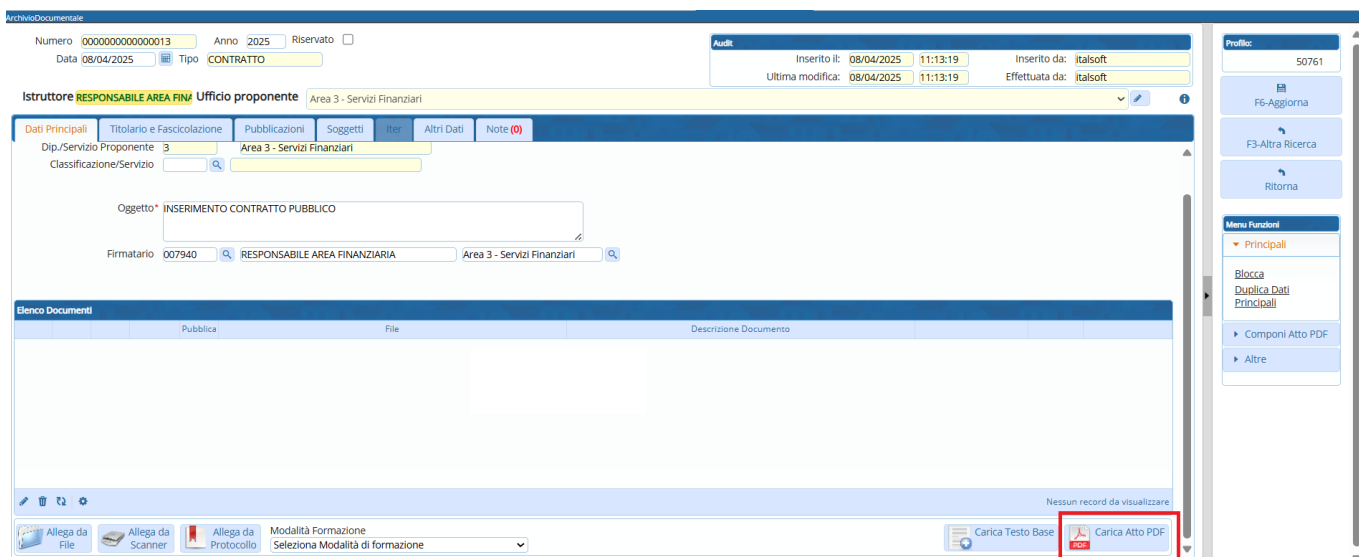 ArchivioDocumentale
Numero 0000000000000013 Anno 2025 Riservato
Data 08/04/2025 Tipo CONTRATTO
Audit
Inserito il: 08/04/2025 11:13:19 Inserito da: italsoft
Ultima modifica: 08/04/2025 11:13:19 Effettuata da: italsoft
Istruttore RESPONSABILE AREA FINA Ufficio proponente Area 3 - Servizi Finanziari
Dati Principali Titolario e Fascicolazione Pubblicazioni Soggetti Iter Altri Dati Note (0)
Dip./Servizio Proponente 3 Area 3 - Servizi Finanziari
Classificazione/Servizio
Oggetto* INSERIMENTO CONTRATTO PUBBLICO
Firmatario 007940 RESPONSABILE AREA FINANZIARIA Area 3 - Servizi Finanziari
Elenco Documenti
Pubblica File Descrizione Documento
Nessun record da visualizzare
Allega da File
Allega da Scanner
Allega da Protocollo
Modalità Formazione
Seleziona Modalità di formazione
Carica Testo Base
PDF Carica Atto PDF
Profilo:
50761
F6-Aggiorna
F3-Altra Ricerca
Ritorna
Menu Funzioni
Principali
Blocca
Duplica Dati
Principali
Componi Atto PDF
Altre